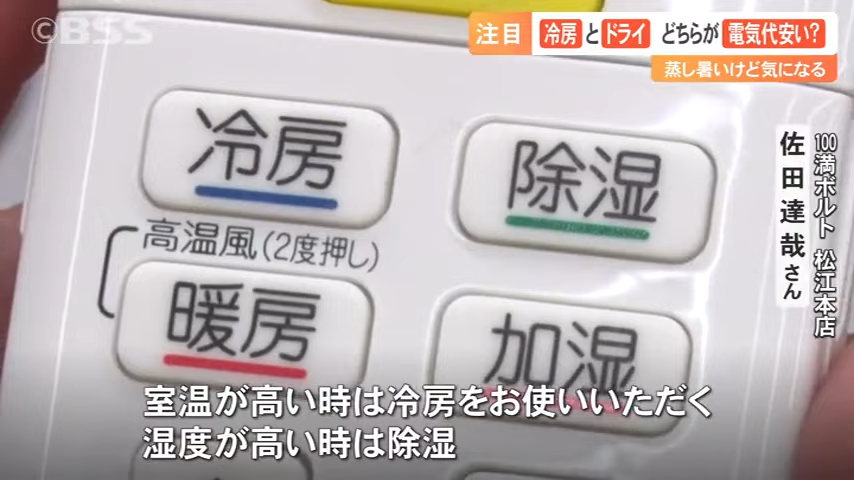 ©BSS
注目
冷房とドライ どちらが電気代安い?
蒸し暑いけど気になる
100満ボルト 松江本店
佐田達哉さん
冷房
除湿
高温風(2度押し)
暖房
加湿
室温が高い時は冷房をお使いいただく
湿度が高い時は除湿